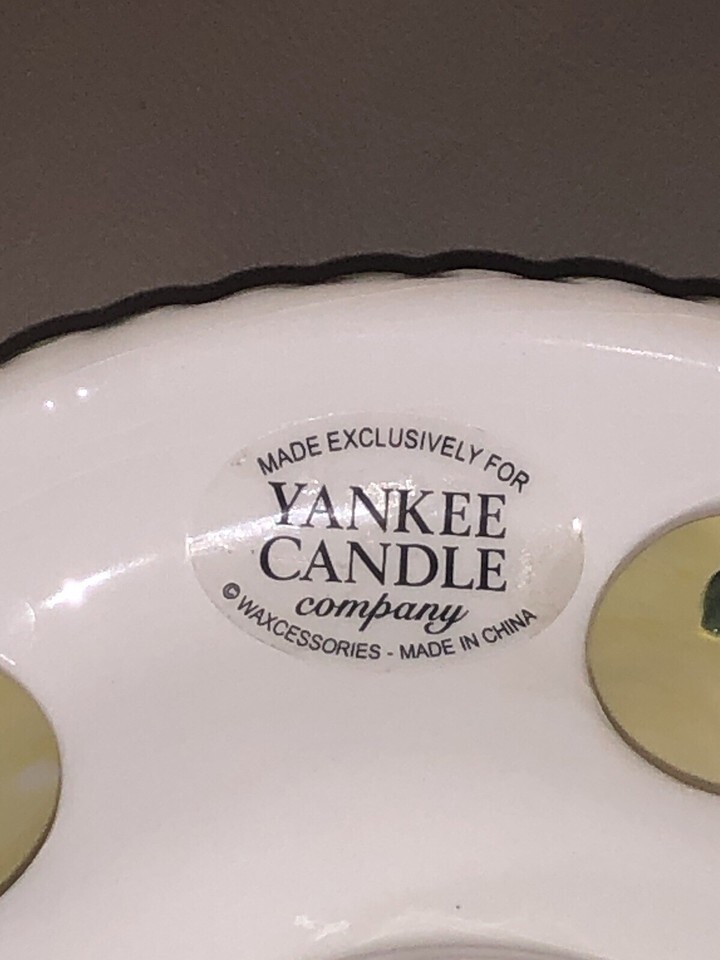 MADE EXCLUSIVELY FOR
YANKEE
CANDLE
company
© WAXCESSORIES - MADE IN CHINA